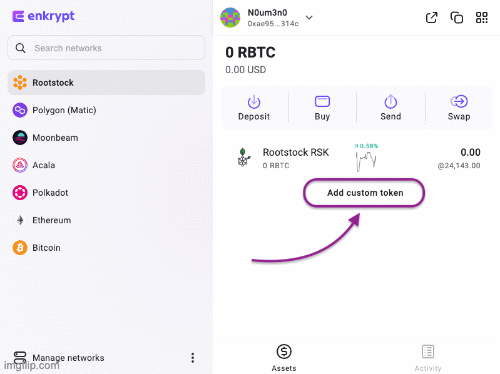 enkrypt
Search networks
Rootstock
Polygon (Matic)
Moonbeam
Acala
Polkadot
Ethereum
Bitcoin
Manage networks
imgflip.com
N0um3n0
0xae95...314c
0 RBTC
0.00 USD
Deposit
Buy
Send
Swap
Rootstock RSK
0 RBTC
0.58%
0.00
@24,143.00
Add custom token
Assets
Activity